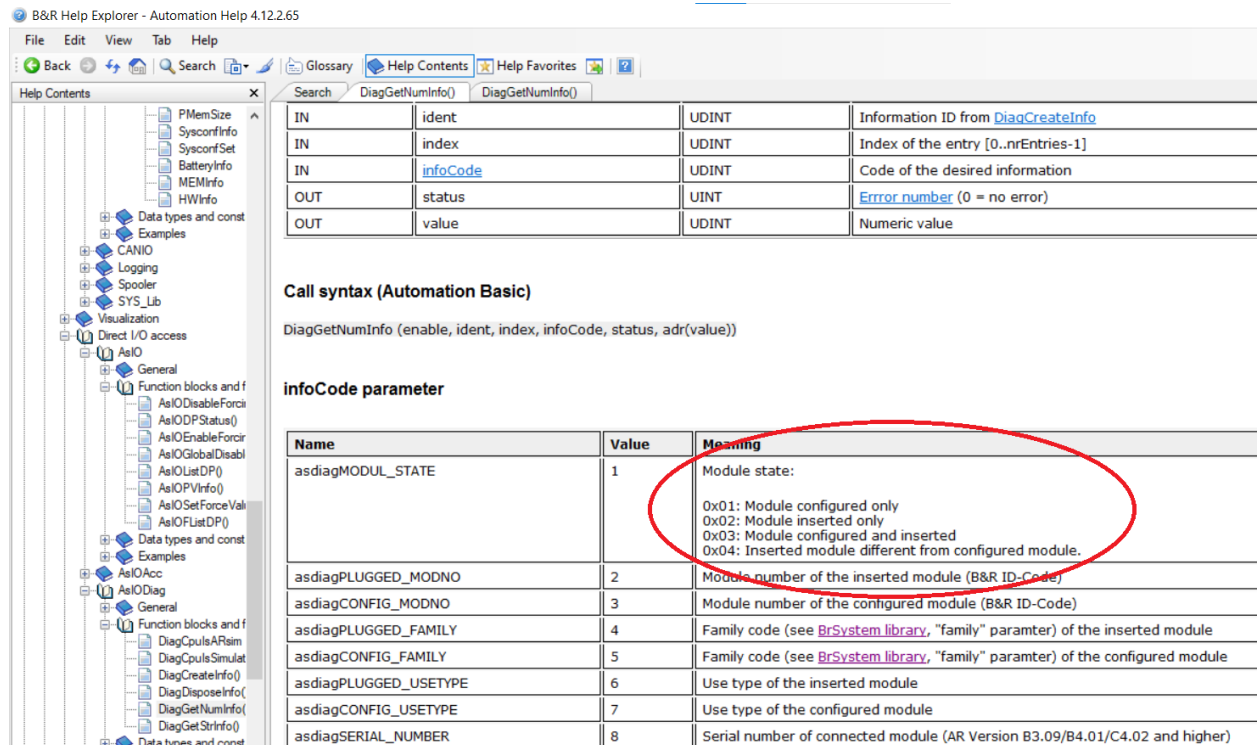 B&R Help Explorer - Automation Help 4.12.2.65
File Edit View Tab Help
Back Search Glossary Help Contents Help Favorites
Help Contents
PMemSize
SysconfInfo
SysconfSet
BatteryInfo
MEMInfo
HWInfo
Data types and const
Examples
CANIO
Logging
Spooler
SYS_Lib
Visualization
Direct I/O access
AsIO
General
Function blocks and f
AsIODisableForcii
AsIODPStatus()
AsIOEnableForcir
AsIOGlobalDisabl
AsIOListDP()
AsIOPVInfo()
AsIOSetForceValu
AsIOFListDP()
Data types and const
Examples
AsIOAcc
AsIODiag
General
Function blocks and f
DiagCpuIsARsim
DiagCpuIsSimulat
DiagCreateInfo()
DiagDisposeInfo(
DiagGetNumInfo(
DiagGetStrInfo()
Data types and const
Search DiagGetNumInfo() DiagGetNumInfo()
IN ident UDINT Information ID from DiagCreateInfo
IN index UDINT Index of the entry [0..nrEntries-1]
IN infoCode UDINT Code of the desired information
OUT status UINT Errror number (0 = no error)
OUT value UDINT Numeric value
Call syntax (Automation Basic)
DiagGetNumInfo (enable, ident, index, infoCode, status, adr(value))
infoCode parameter
Name Value Meaning
asdiagMODUL_STATE 1 Module state:
0x01: Module configured only
0x02: Module inserted only
0x03: Module configured and inserted
0x04: Inserted module different from configured module.
asdiagPLUGGED_MODNO 2 Module number of the inserted module (B&R ID-Code)
asdiagCONFIG_MODNO 3 Module number of the configured module (B&R ID-Code)
asdiagPLUGGED_FAMILY 4 Family code (see BrSystem library, "family" paramter) of the inserted module
asdiagCONFIG_FAMILY 5 Family code (see BrSystem library, "family" paramter) of the configured module
asdiagPLUGGED_USETYPE 6 Use type of the inserted module
asdiagCONFIG_USETYPE 7 Use type of the configured module
asdiagSERIAL_NUMBER 8 Serial number of connected module (AR Version B3.09/B4.01/C4.02 and higher)